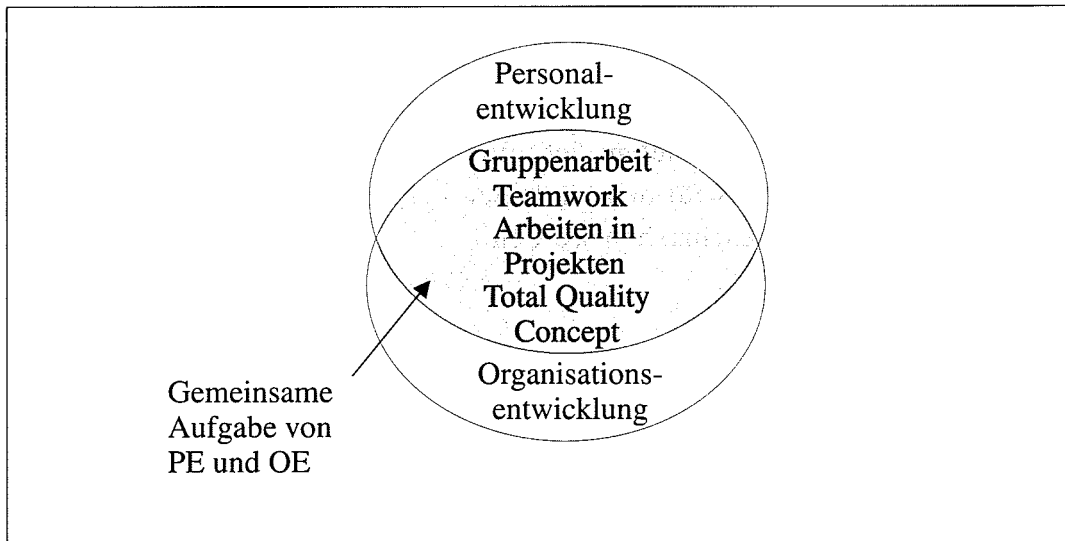 Personal-
entwicklung
Gruppenarbeit
Teamwork
Arbeiten in
Projekten
Total Quality
Concept
Organisations-
entwicklung
Gemeinsame
Aufgabe von
PE und OE